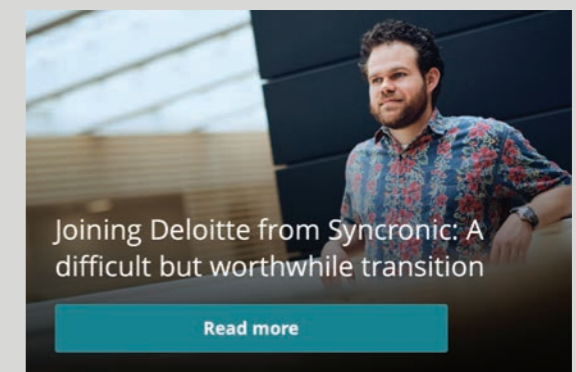 Joining Deloitte from Syncronic: A
difficult but worthwhile transition
Read more